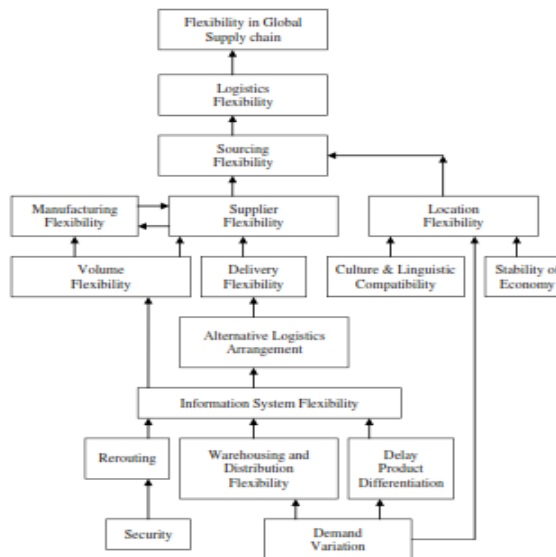 Flexibility in Global
Supply chain
Logistics
Flexibility
Sourcing
Flexibility
Manufacturing
Flexibility
Supplier
Flexibility
Location
Flexibility
Volume
Flexibility
Delivery
Flexibility
Culture & Linguistic
Compatibility
Stability of
Economy
Alternative Logistics
Arrangement
Information System Flexibility
Rerouting
Warehousing and
Distribution
Flexibility
Delay
Product
Differentiation
Security
Demand
Variation